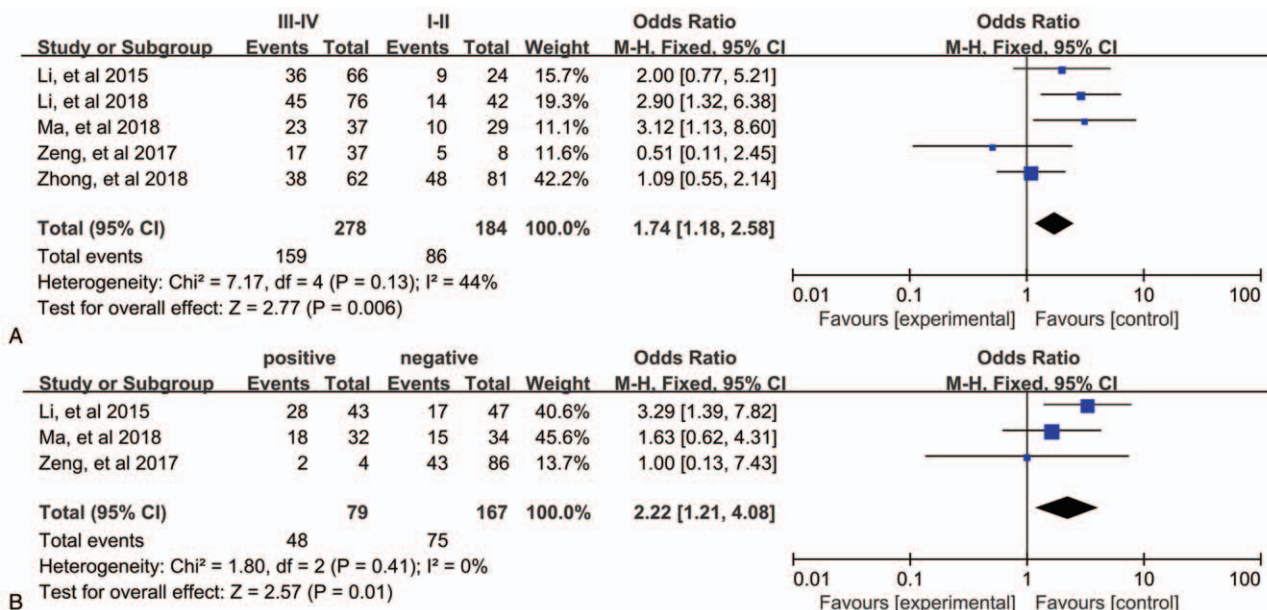 III-IV I-II Odds Ratio Odds Ratio
Study or Subgroup Events Total Events Total Weight M-H. Fixed. 95% CI M-H. Fixed. 95% CI
Li, et al 2015 36 66 9 24 15.7% 2.00 [0.77, 5.21]
Li, et al 2018 45 76 14 42 19.3% 2.90 [1.32, 6.38]
Ma, et al 2018 23 37 10 29 11.1% 3.12 [1.13, 8.60]
Zeng, et al 2017 17 37 5 8 11.6% 0.51 [0.11, 2.45]
Zhong, et al 2018 38 62 48 81 42.2% 1.09 [0.55, 2.14]
Total (95% CI) 278 184 100.0% 1.74 [1.18, 2.58]
Total events 159 86
Heterogeneity: Chi² = 7.17, df = 4 (P = 0.13); I² = 44%
Test for overall effect: Z = 2.77 (P = 0.006)
0.01 0.1 1 10 100
Favours [experimental] Favours [control]
A
positive negative Odds Ratio Odds Ratio
Study or Subgroup Events Total Events Total Weight M-H. Fixed. 95% CI M-H. Fixed. 95% CI
Li, et al 2015 28 43 17 47 40.6% 3.29 [1.39, 7.82]
Ma, et al 2018 18 32 15 34 45.6% 1.63 [0.62, 4.31]
Zeng, et al 2017 2 4 43 86 13.7% 1.00 [0.13, 7.43]
Total (95% CI) 79 167 100.0% 2.22 [1.21, 4.08]
Total events 48 75
Heterogeneity: Chi² = 1.80, df = 2 (P = 0.41); I² = 0%
Test for overall effect: Z = 2.57 (P = 0.01)
0.01 0.1 1 10 100
Favours [experimental] Favours [control]
B